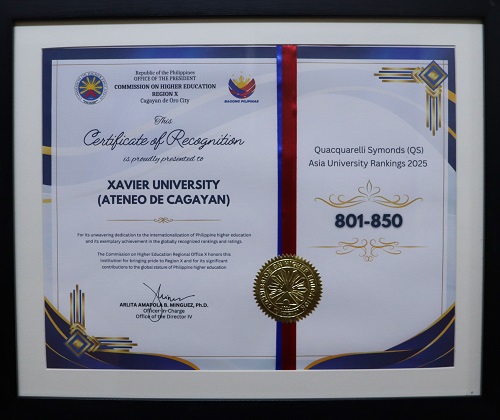 Republic of the Philippines
OFFICE OF THE PRESIDENT
COMMISSION ON HIGHER EDUCATION
REGION X
Cagayan de Oro City
BAGONG PILIPINAS
This
Certificate of Recognition
is proudly presented to
XAVIER UNIVERSITY
(ATENEO DE CAGAYAN)
For its unwavering dedication to the internationalization of Philippine higher education
and its exemplary achievement in the globally recognized rankings and ratings.
The Commission on Higher Education Regional Office X honors this
institution for bringing pride to Region X and for its significant
contributions to the global stature of Philippine higher education
ARLITA AMAPOLA B. MINGUEZ, Ph.D.
Officer-in-Charge
Office of the Director IV
Quacquarelli Symonds (QS)
Asia University Rankings 2025
801-850